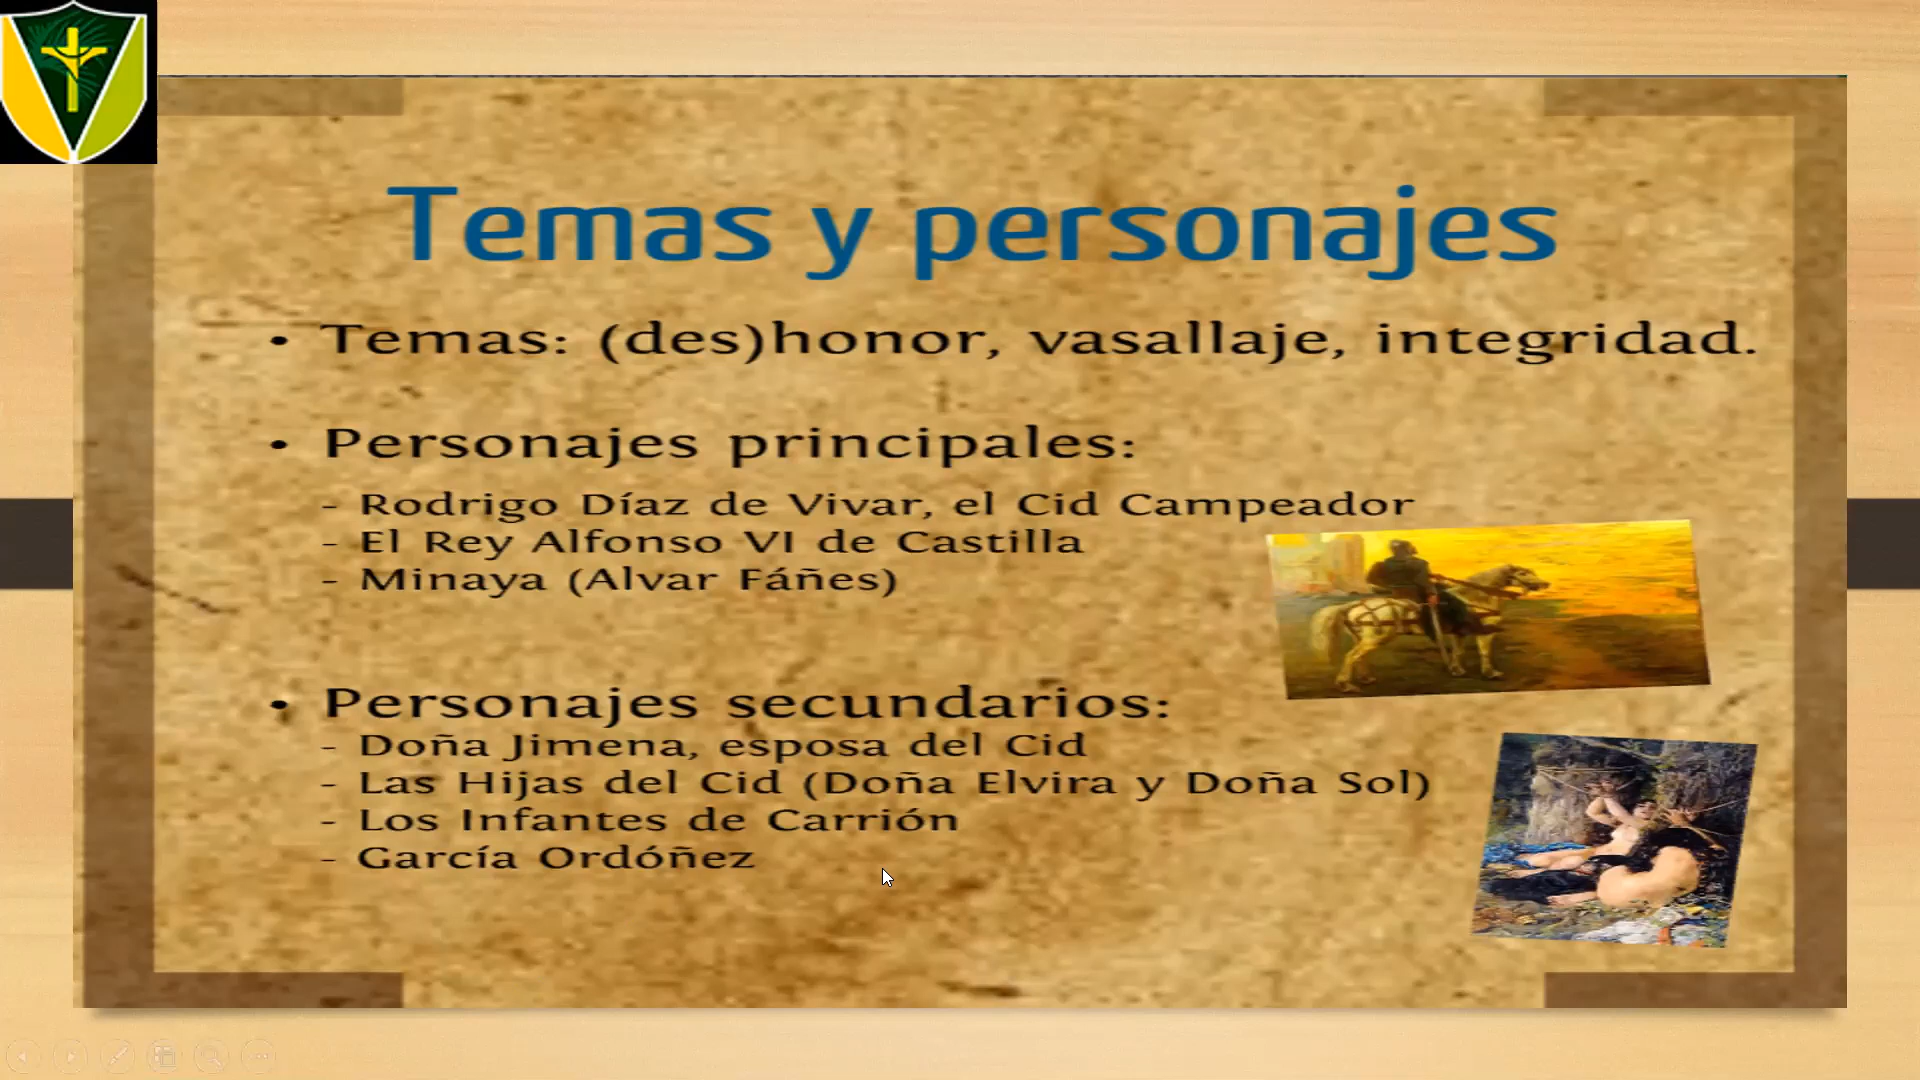 Temas y personajes
• Temas: (des)honor, vasallaje, integridad.
• Personajes principales:
- Rodrigo Díaz de Vivar, el Cid Campeador
- El Rey Alfonso VI de Castilla
- Minaya (Alvar Fáñes)
• Personajes secundarios:
- Doña Jimena, esposa del Cid
- Las Hijas del Cid (Doña Elvira y Doña Sol)
- Los Infantes de Carrión
- García Ordóñez